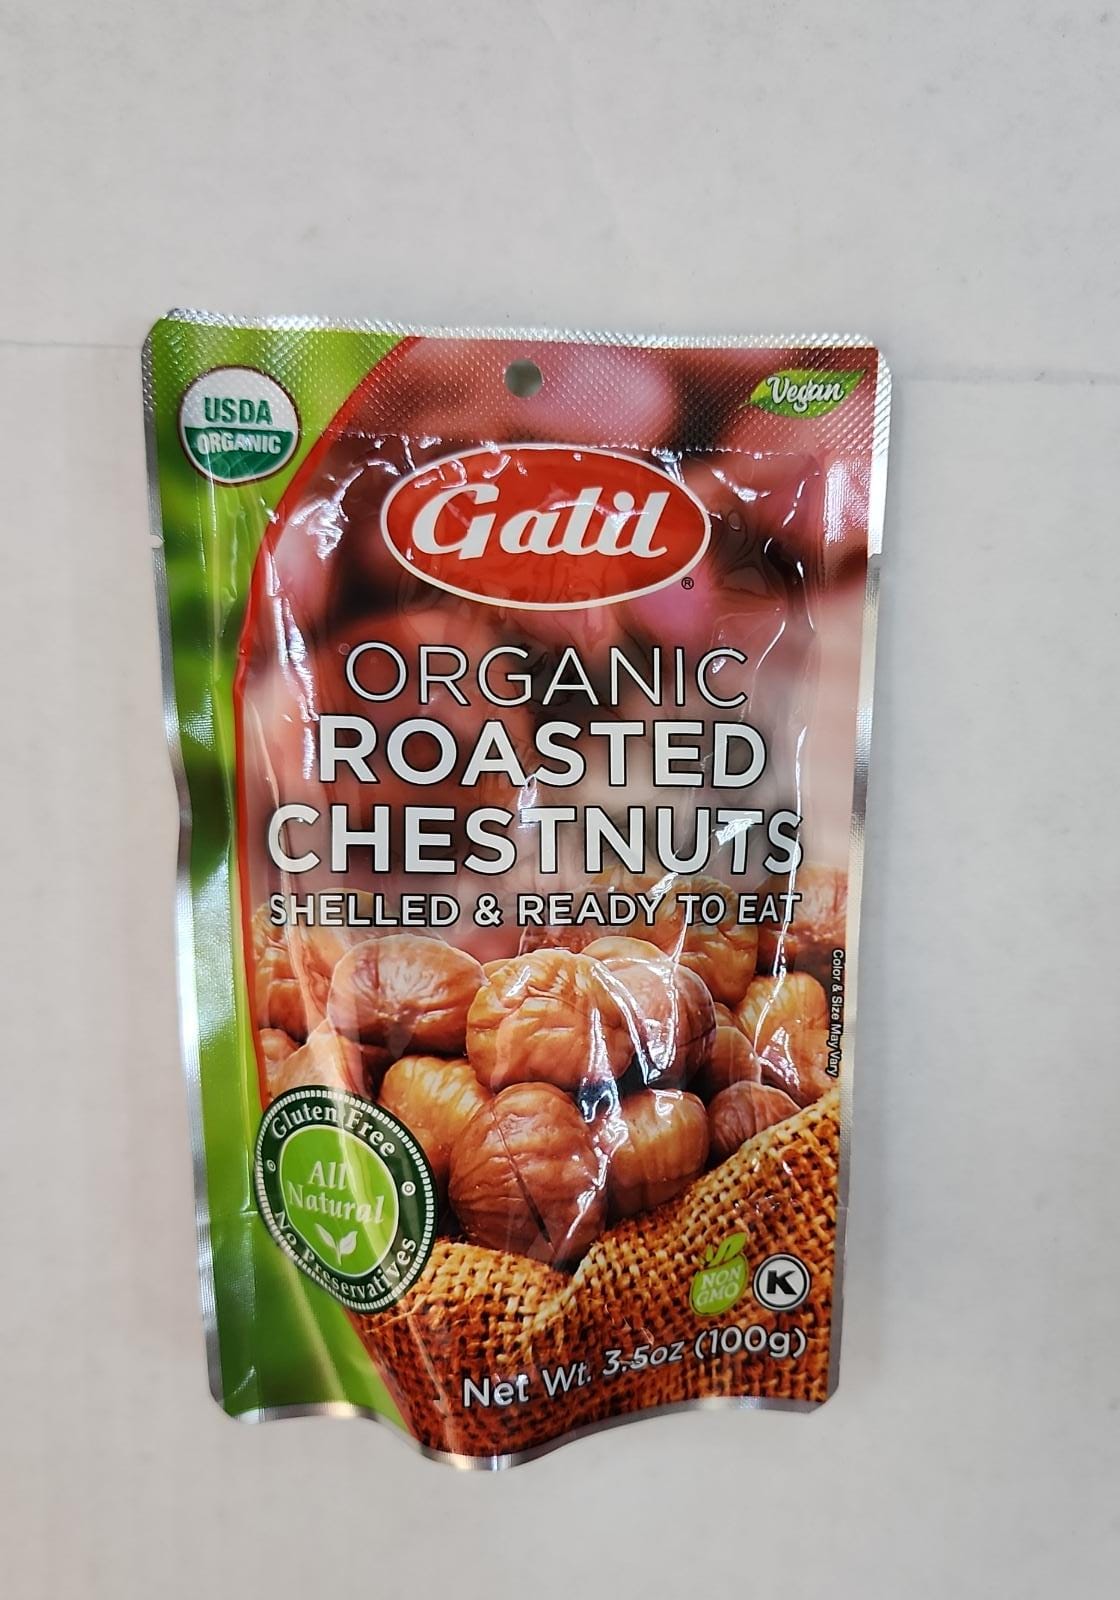 USDA
ORGANIC
Vegan
Galil
®
ORGANIC
ROASTED
CHESTNUTS
SHELLED & READY TO EAT
Color & Size May Vary
Gluten Free
All
Natural
No Preservatives
NON
GMO
K
Net Wt. 3.5oz (100g)